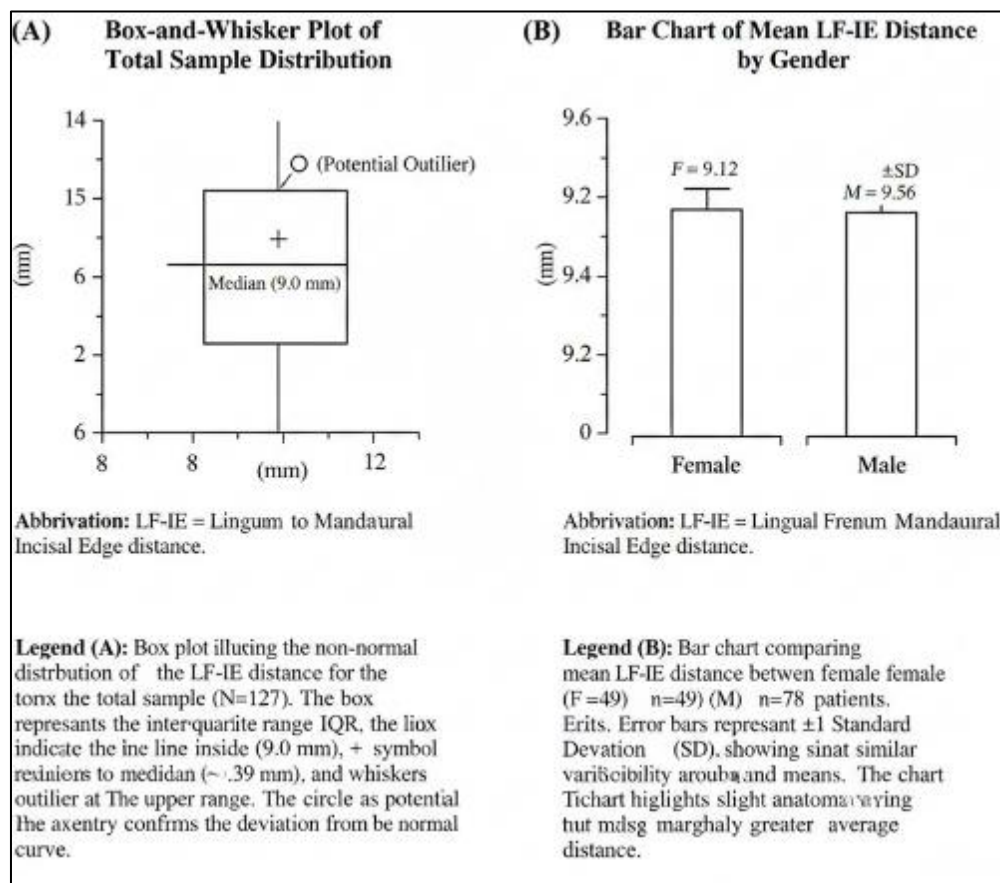 (A) Box-and-Whisker Plot of
Total Sample Distribution
14
15
6
2
6
(mm)
(Potential Outilier)
Median (9.0 mm)
8
8
12
(mm)
Abbrivation: LF-IE = Lingum to Mandaural
Incisal Edge distance.
Legend (A): Box plot illucing the non-normal
distrbution of the LF-IE distance for the
tonx the total sample (N=127). The box
represants the inter-quarite range IQR, the liox
indicate the ine line inside (9.0 mm), + symbol
redniens to medidan (~ .39 mm), and whiskers
outilier at The upper range. The circle as potential
The axentry confrms the deviation from be normal
curve.
(B) Bar Chart of Mean LF-IE Distance
by Gender
9.6
9.2
9.4
9.2
0
(mm)
F = 9.12
±SD
M = 9.56
Female
Male
Abbrivation: LF-IE = Lingual Frenum Mandaural
Incisal Edge distance.
Legend (B): Bar chart comparing
mean LF-IE distance betwen female female
(F =49) n=49) (M) n=78 patients.
Erits. Error bars represant ±1 Standard
Devation (SD), showing sinat similar
and means. The chart
Tichart higlights slight
hut mdsg marghaly greater average
distance.